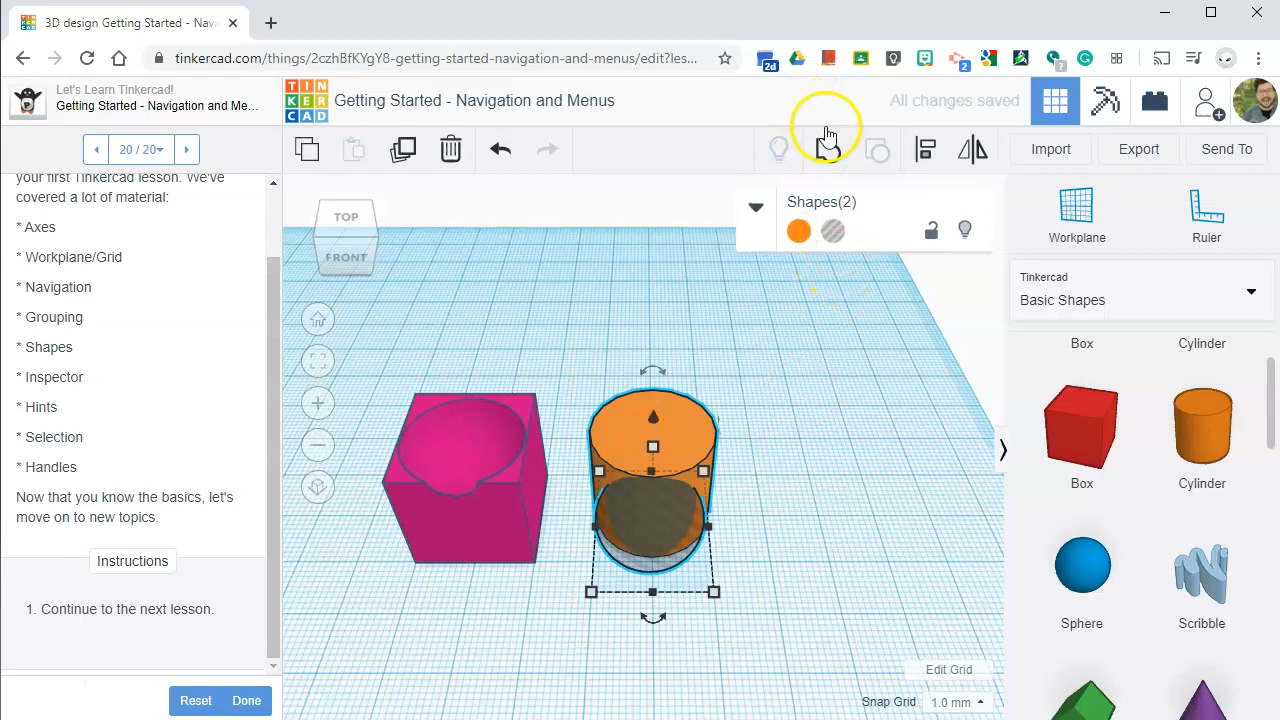 3D design Getting Started - Navi
tinkercad.com/things/2czhBfKYgY8-getting-started-navigation-and-menus/edit?les...
2d
2
?
Let's Learn Tinkercad!
Getting Started - Navigation and Me...
TIN
KER
CAD
Getting Started - Navigation and Menus
All changes saved
20 / 20
Import
Export
Send To
your first Tinkercad lesson. We've
covered a lot of material:
* Axes
* Workplane/Grid
* Navigation
* Grouping
* Shapes
* Inspector
* Hints
* Selection
* Handles
Now that you know the basics, let's
move on to new topics.
Instructions
1. Continue to the next lesson.
Reset
Done
TOP
FRONT
Shapes(2)
Workplane
Ruler
Tinkercad
Basic Shapes
Box
Cylinder
Box
Cylinder
Sphere
Scribble
Edit Grid
Snap Grid
1.0 mm